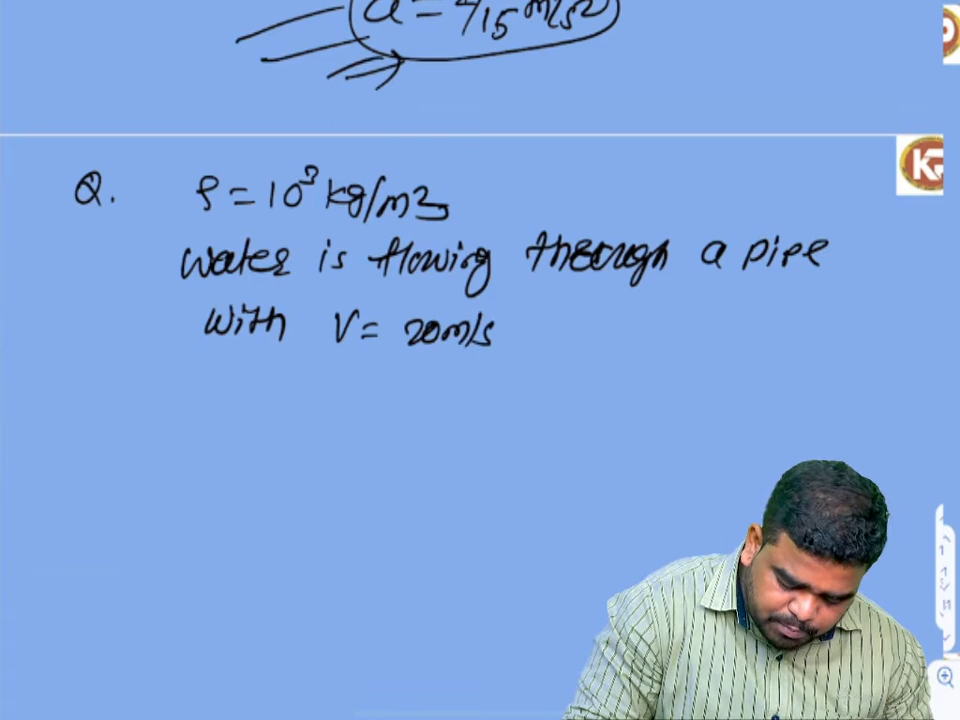 a = 4/15 m/s2
Q. ρ = 10³ kg/m3
water is flowing through a pipe
with V = 20m/s